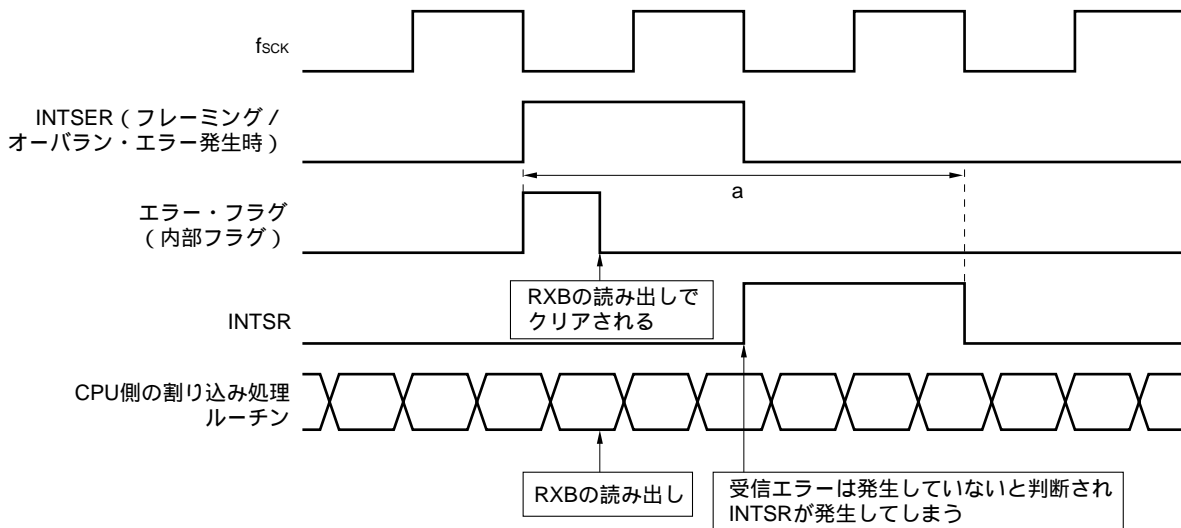 fSCK
INTSER（フレーミング /
オーバラン・エラー発生時）
a
エラー・フラグ
（内部フラグ）
RXBの読み出しで
クリアされる
INTSR
CPU側の割り込み処理
ルーチン
RXBの読み出し
受信エラーは発生していないと判断され
INTSRが発生してしまう